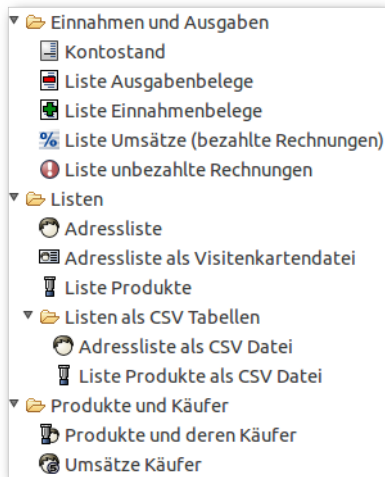 Einnahmen und Ausgaben
Kontostand
Liste Ausgabenbelege
Liste Einnahmenbelege
Liste Umsätze (bezahlte Rechnungen)
Liste unbezahlte Rechnungen
Listen
Adressliste
Adressliste als Visitenkartendatei
Liste Produkte
Listen als CSV Tabellen
Adressliste als CSV Datei
Liste Produkte als CSV Datei
Produkte und Käufer
Produkte und deren Käufer
Umsätze Käufer